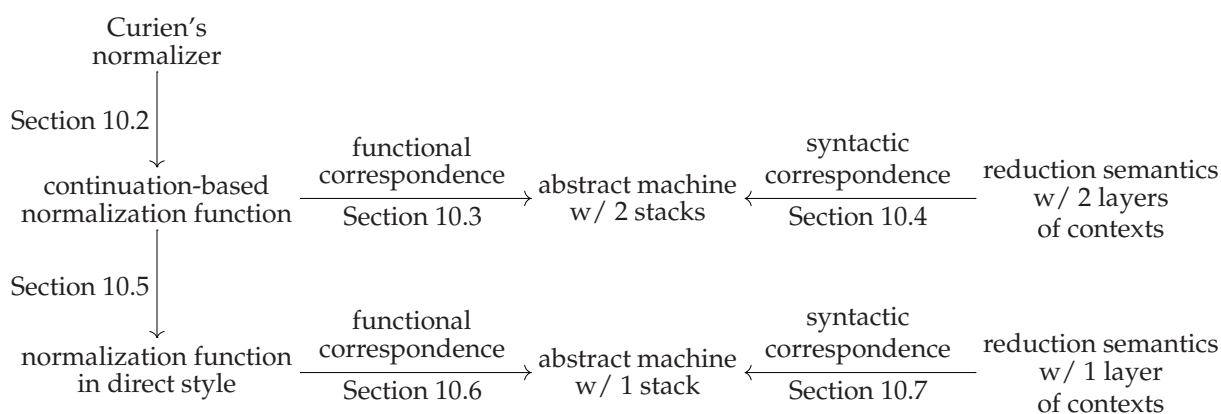 Curien's
normalizer
Section 10.2
functional
correspondence
syntactic
correspondence
continuation-based
normalization function
Section 10.3
abstract machine
w/ 2 stacks
Section 10.4
reduction semantics
w/ 2 layers
of contexts
Section 10.5
functional
correspondence
syntactic
correspondence
normalization function
in direct style
Section 10.6
abstract machine
w/ 1 stack
Section 10.7
reduction semantics
w/ 1 layer
of contexts